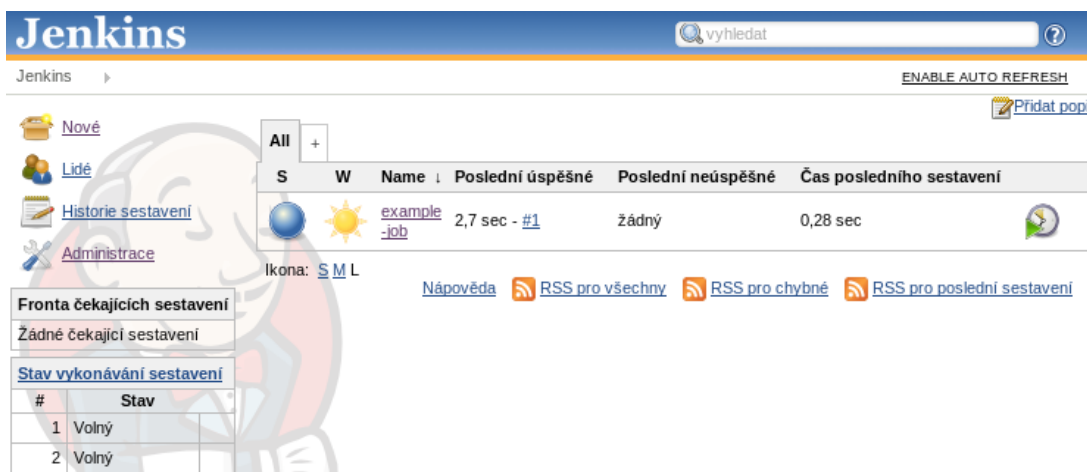 Jenkins
vyhledat
?
Jenkins
ENABLE AUTO REFRESH
Přidat popi
Nové
Lidé
Historie sestavení
Administrace
All +
S W Name ↓ Poslední úspěšné Poslední neúspěšné Čas posledního sestavení
example
-job
2,7 sec - #1 žádný 0,28 sec
Ikona: S M L
Nápověda RSS pro všechny RSS pro chybné RSS pro poslední sestavení
Fronta čekajících sestavení
Žádné čekající sestavení
Stav vykonávání sestavení
# Stav
1 Volný
2 Volný